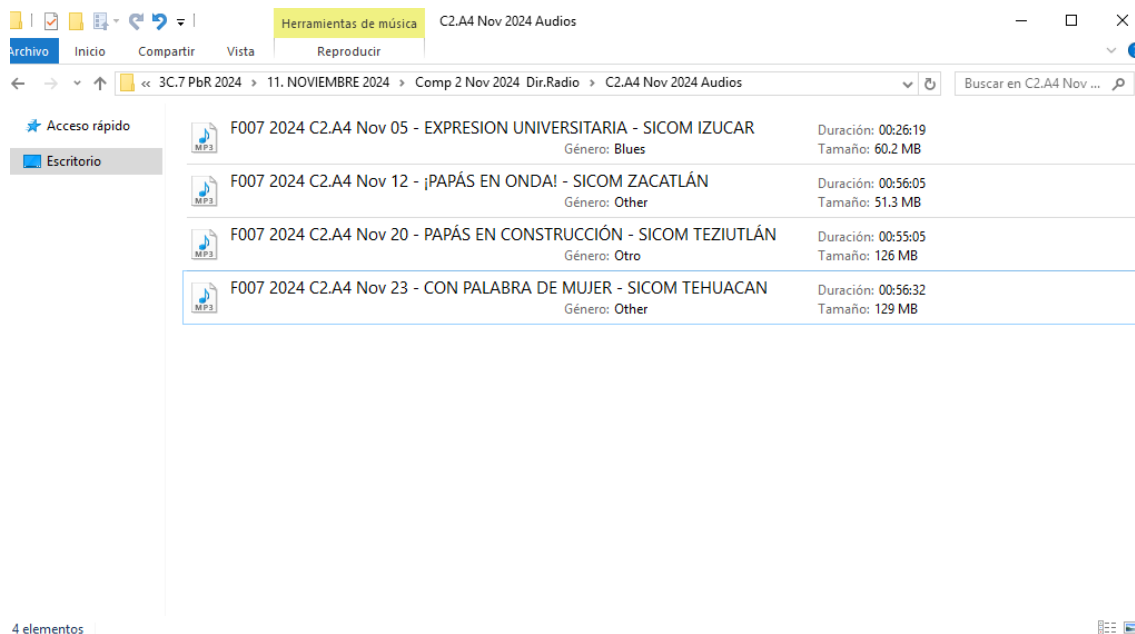 Herramientas de música
C2.A4 Nov 2024 Audios
Archivo Inicio Compartir Vista Reproducir
« 3C.7 PbR 2024 > 11. NOVIEMBRE 2024 > Comp 2 Nov 2024 Dir.Radio > C2.A4 Nov 2024 Audios
Buscar en C2.A4 Nov ...
Acceso rápido
Escritorio
F007 2024 C2.A4 Nov 05 - EXPRESION UNIVERSITARIA - SICOM IZUCAR
Duración: 00:26:19
MP3
Género: Blues
Tamaño: 60.2 MB
F007 2024 C2.A4 Nov 12 - ¡PAPÁS EN ONDA! - SICOM ZACATLÁN
Duración: 00:56:05
MP3
Género: Other
Tamaño: 51.3 MB
F007 2024 C2.A4 Nov 20 - PAPÁS EN CONSTRUCCIÓN - SICOM TEZIUTLÁN
Duración: 00:55:05
MP3
Género: Otro
Tamaño: 126 MB
F007 2024 C2.A4 Nov 23 - CON PALABRA DE MUJER - SICOM TEHUACAN
Duración: 00:56:32
MP3
Género: Other
Tamaño: 129 MB
4 elementos